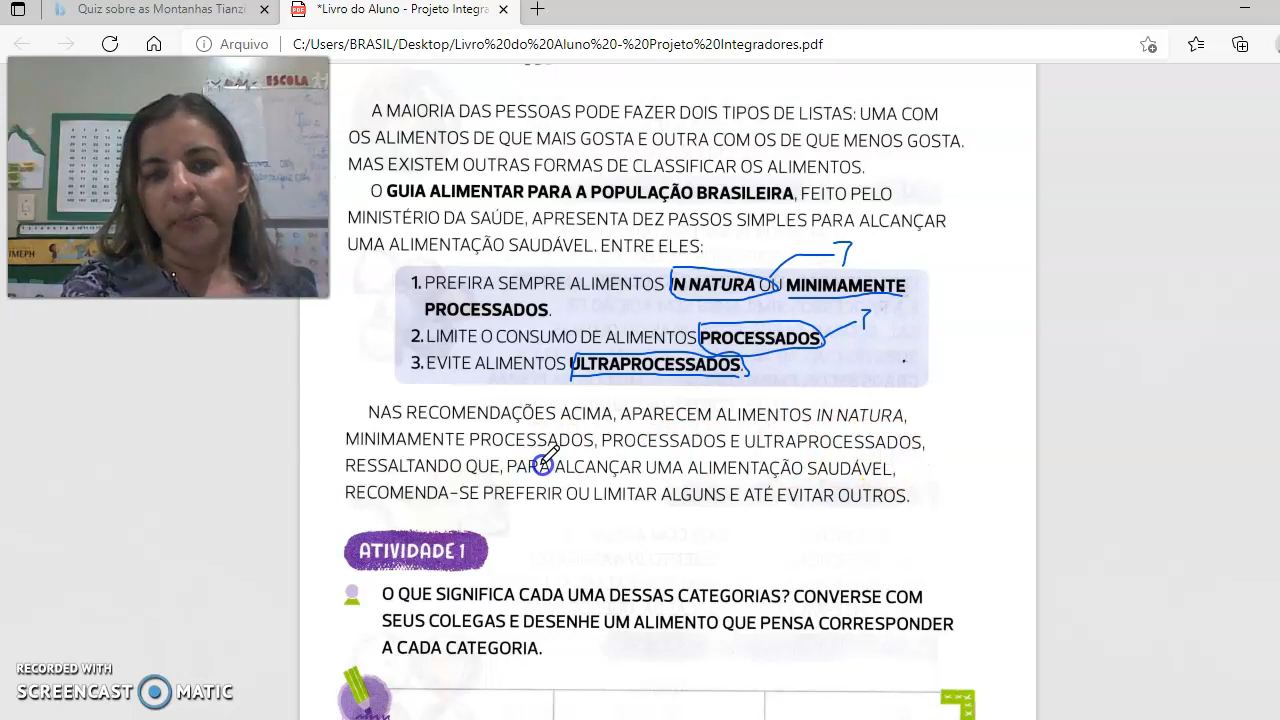 Quiz sobre as Montanhas Tianzi
*Livro do Aluno - Projeto Integra
Arquivo
C:/Users/BRASIL/Desktop/Livro%20do%20Aluno%20-%20Projeto%20Integradores.pdf
ESCOLA
A MAIORIA DAS PESSOAS PODE FAZER DOIS TIPOS DE LISTAS: UMA COM
OS ALIMENTOS DE QUE MAIS GOSTA E OUTRA COM OS DE QUE MENOS GOSTA.
MAS EXISTEM OUTRAS FORMAS DE CLASSIFICAR OS ALIMENTOS.
O GUIA ALIMENTAR PARA A POPULAÇÃO BRASILEIRA, FEITO PELO
MINISTÉRIO DA SAÚDE, APRESENTA DEZ PASSOS SIMPLES PARA ALCANÇAR
UMA ALIMENTAÇÃO SAUDÁVEL. ENTRE ELES:
?
1. PREFIRA SEMPRE ALIMENTOS IN NATURA OU MINIMAMENTE
PROCESSADOS.
?
2. LIMITE O CONSUMO DE ALIMENTOS PROCESSADOS.
3. EVITE ALIMENTOS ULTRAPROCESSADOS.
NAS RECOMENDAÇÕES ACIMA, APARECEM ALIMENTOS IN NATURA,
MINIMAMENTE PROCESSADOS, PROCESSADOS E ULTRAPROCESSADOS,
RESSALTANDO QUE, PARA ALCANÇAR UMA ALIMENTAÇÃO SAUDÁVEL,
RECOMENDA-SE PREFERIR OU LIMITAR ALGUNS E ATÉ EVITAR OUTROS.
ATIVIDADE 1
O QUE SIGNIFICA CADA UMA DESSAS CATEGORIAS? CONVERSE COM
SEUS COLEGAS E DESENHE UM ALIMENTO QUE PENSA CORRESPONDER
A CADA CATEGORIA.
RECORDED WITH
SCREENCAST MATIC